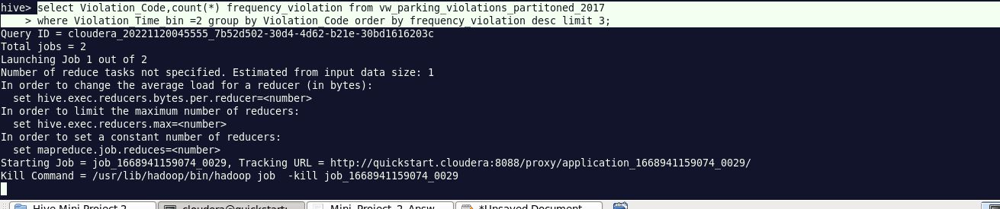 hive> select Violation_Code,count(*) frequency_violation from vw_parking_violations_partitoned_2017
    > where Violation_Time_bin =2 group by Violation_Code order by frequency_violation desc limit 3;
Query ID = cloudera_20221120045555_7b52d502-30d4-4d62-b21e-30bd1616203c
Total jobs = 2
Launching Job 1 out of 2
Number of reduce tasks not specified. Estimated from input data size: 1
In order to change the average load for a reducer (in bytes):
  set hive.exec.reducers.bytes.per.reducer=<number>
In order to limit the maximum number of reducers:
  set hive.exec.reducers.max=<number>
In order to set a constant number of reducers:
  set mapreduce.job.reduces=<number>
Starting Job = job_1668941159074_0029, Tracking URL = http://quickstart.cloudera:8088/proxy/application_1668941159074_0029/
Kill Command = /usr/lib/hadoop/bin/hadoop job  -kill job_1668941159074_0029
Hive Mini Project 2 cloudera@quickstart: Mini_Project_2_Answ... *Unsaved Document